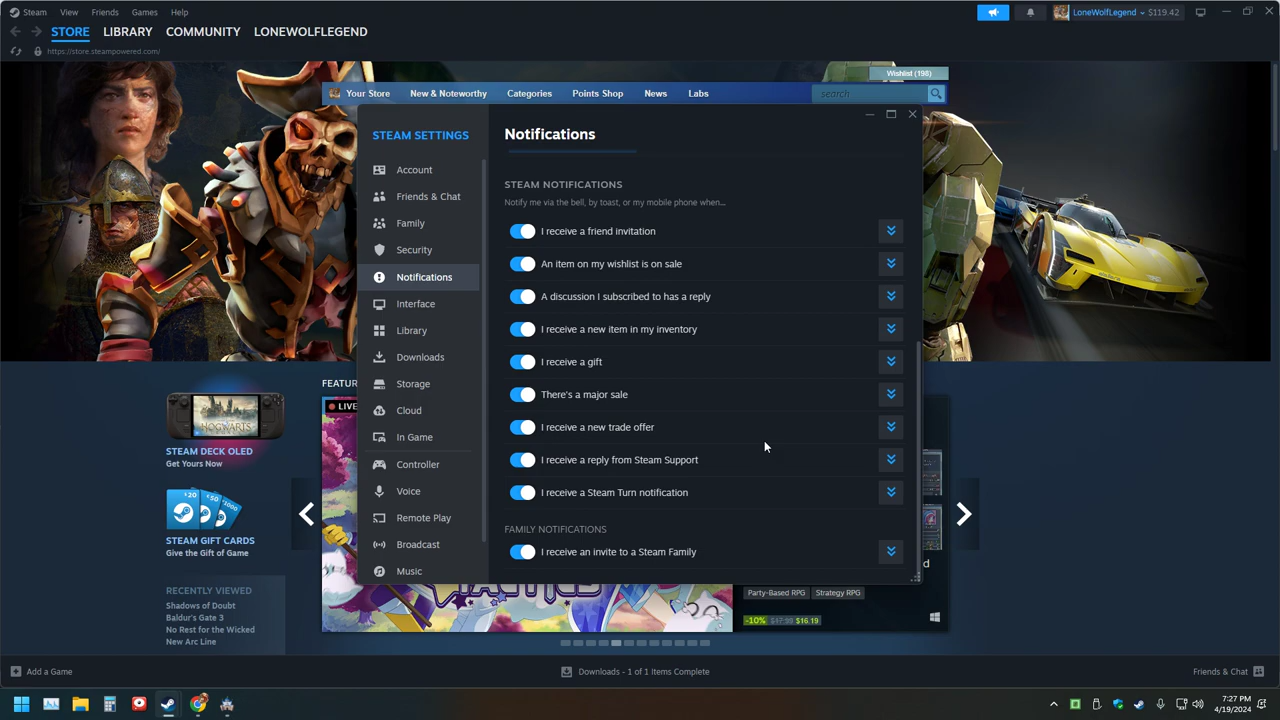 Steam View Friends Games Help
LoneWolfLegend $119.42
STORE LIBRARY COMMUNITY LONEWOLFLEGEND
https://store.steampowered.com/
Wishlist (198)
Your Store New & Noteworthy Categories Points Shop News Labs search
STEAM SETTINGS
Account
Friends & Chat
Family
Security
Notifications
Interface
Library
Downloads
Storage
Cloud
In Game
Controller
Voice
Remote Play
Broadcast
Music
Notifications
STEAM NOTIFICATIONS
Notify me via the bell, by toast, or my mobile phone when...
I receive a friend invitation
An item on my wishlist is on sale
A discussion I subscribed to has a reply
I receive a new item in my inventory
I receive a gift
There's a major sale
I receive a new trade offer
I receive a reply from Steam Support
I receive a Steam Turn notification
FAMILY NOTIFICATIONS
I receive an invite to a Steam Family
FEATUR
LIVE
HOGWARTS
STEAM DECK OLED
Get Yours Now
$20 $50
STEAM GIFT CARDS
Give the Gift of Game
RECENTLY VIEWED
Shadows of Doubt
Baldur's Gate 3
No Rest for the Wicked
New Arc Line
d
Party-Based RPG Strategy RPG
-10% $17.99 $16.19
Add a Game
Downloads - 1 of 1 Items Complete
Friends & Chat
7:27 PM
4/19/2024